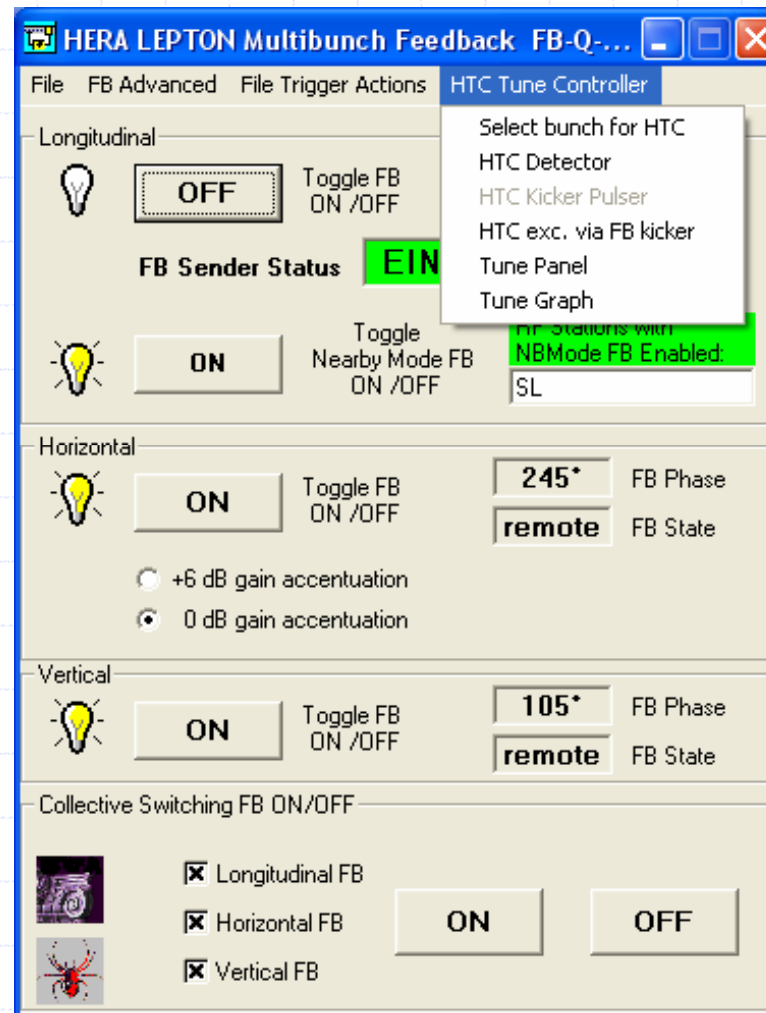 HERA LEPTON Multibunch Feedback FB-Q-...
File FB Advanced File Trigger Actions HTC Tune Controller
Select bunch for HTC
HTC Detector
HTC Kicker Pulser
HTC exc. via FB kicker
Tune Panel
Tune Graph
Longitudinal
OFF
Toggle FB
ON /OFF
FB Sender Status
EIN
ON
Toggle
Nearby Mode FB
ON /OFF
RF Stations with
NBMode FB Enabled:
SL
Horizontal
ON
Toggle FB
ON /OFF
245°
FB Phase
remote
FB State
+6 dB gain accentuation
0 dB gain accentuation
Vertical
ON
Toggle FB
ON /OFF
105°
FB Phase
remote
FB State
Collective Switching FB ON/OFF
Longitudinal FB
Horizontal FB
Vertical FB
ON
OFF